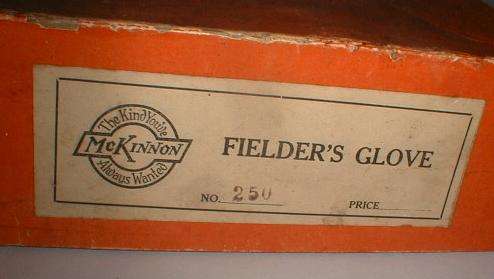 The Kind You've
McKINNON
Always Wanted
FIELDER'S GLOVE
NO. 250
PRICE